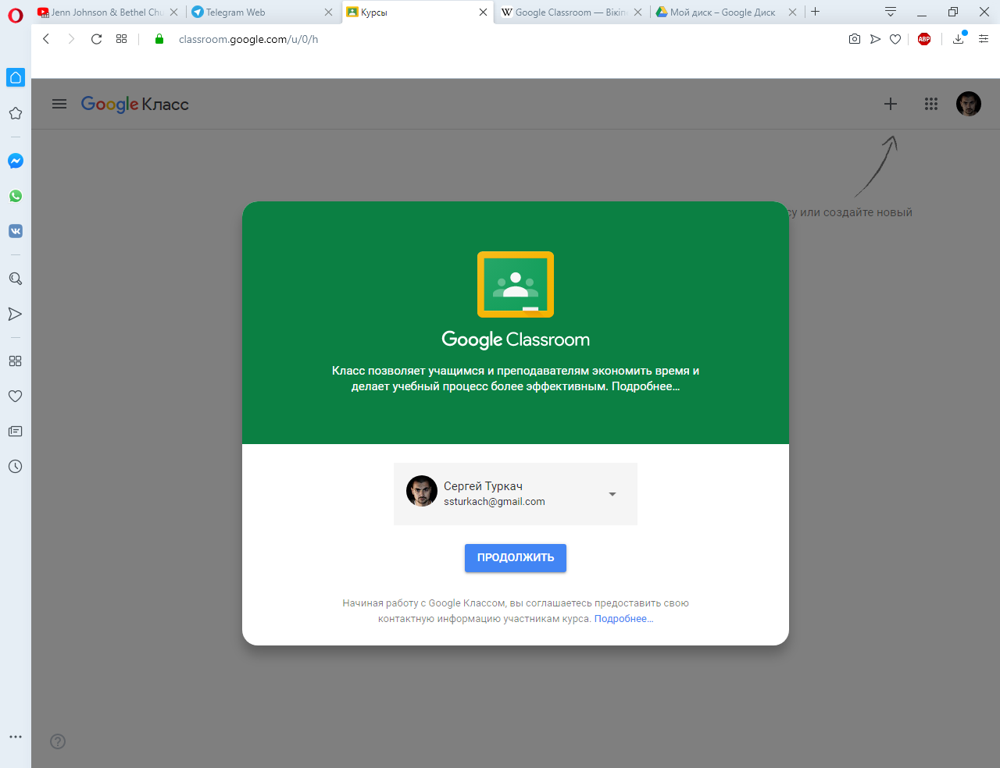 Jenn Johnson & Bethel Chu
Telegram Web
Курсы
W Google Classroom — Вікіпе
Мой диск – Google Диск
classroom.google.com/u/0/h
ABP
Google Класс
су или создайте новый
Google Classroom
Класс позволяет учащимся и преподавателям экономить время и
делает учебный процесс более эффективным. Подробнее…
Сергей Туркач
ssturkach@gmail.com
ПРОДОЛЖИТЬ
Начиная работу с Google Классом, вы соглашаетесь предоставить свою
контактную информацию участникам курса. Подробнее…